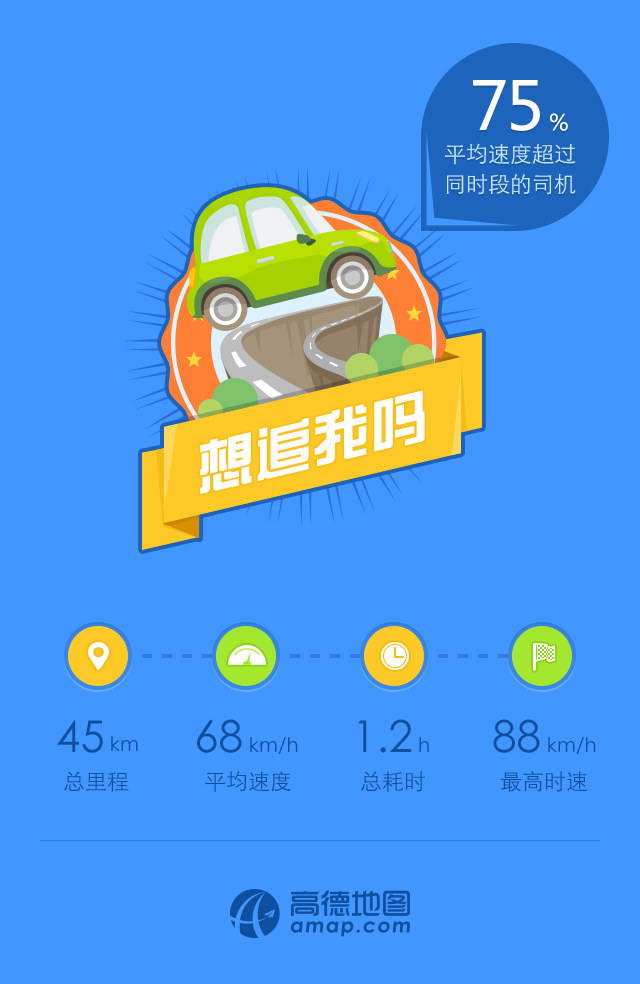 75%
平均速度超过
同时段的司机
想追我吗
45 km
总里程
68 km/h
平均速度
1.2 h
总耗时
88 km/h
最高时速
高德地图
amap.com